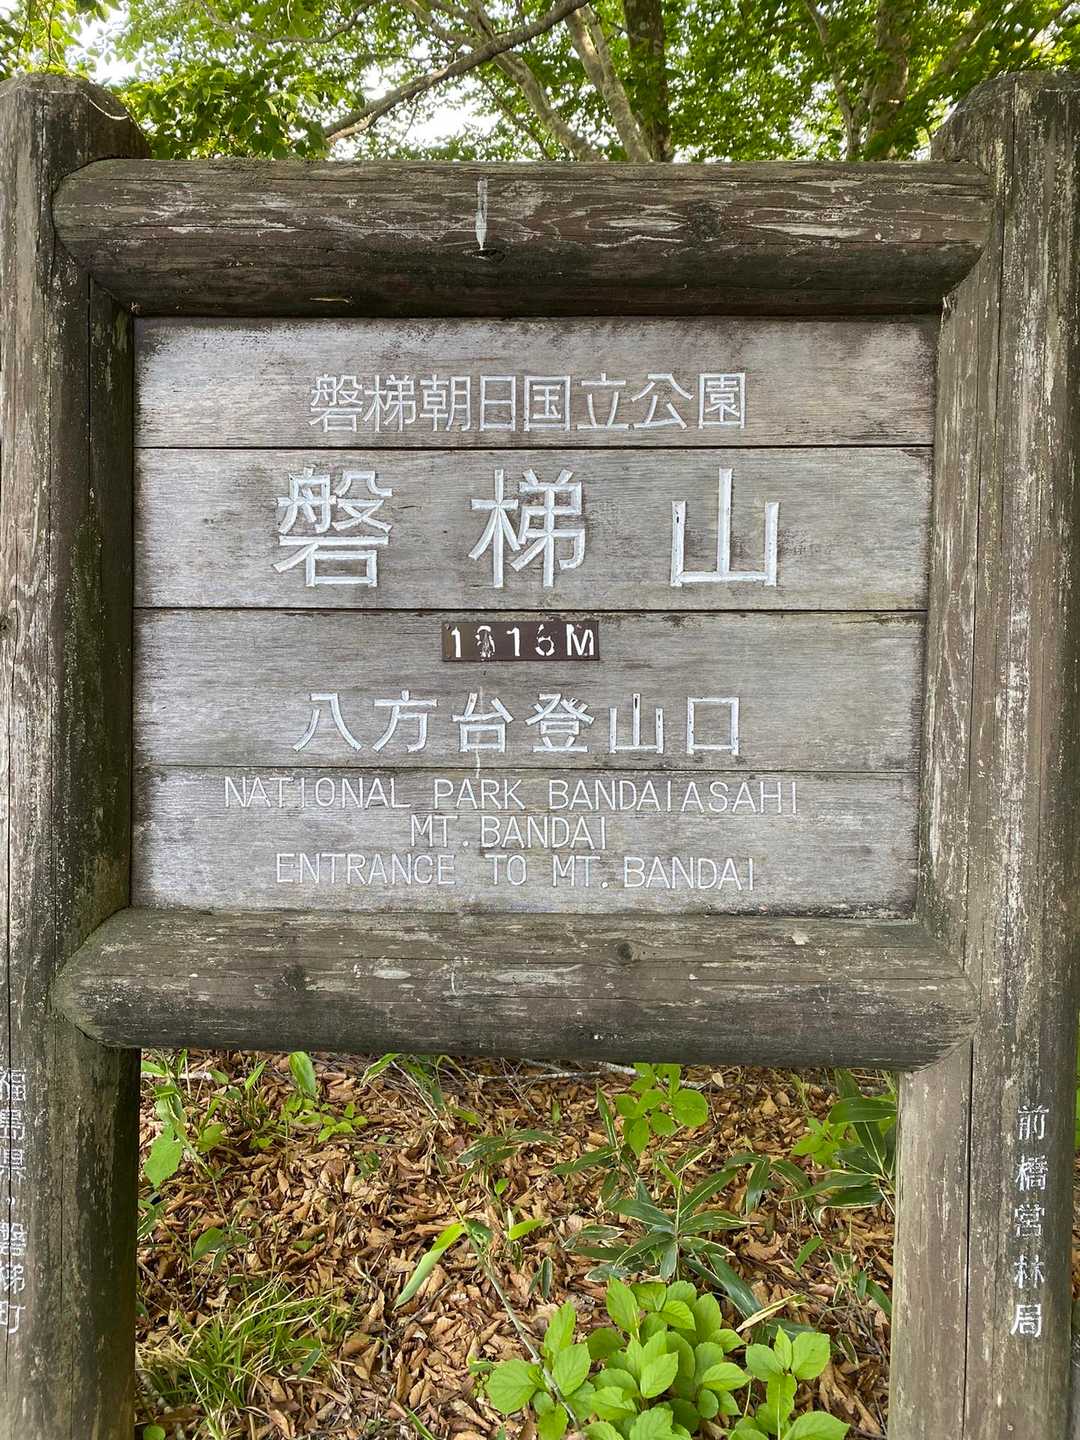 磐梯朝日国立公園
磐梯山
1816M
八方台登山口
NATIONAL PARK BANDAIASAHI
MT. BANDAI
ENTRANCE TO MT. BANDAI
福島県・磐梯町
前橋営林局